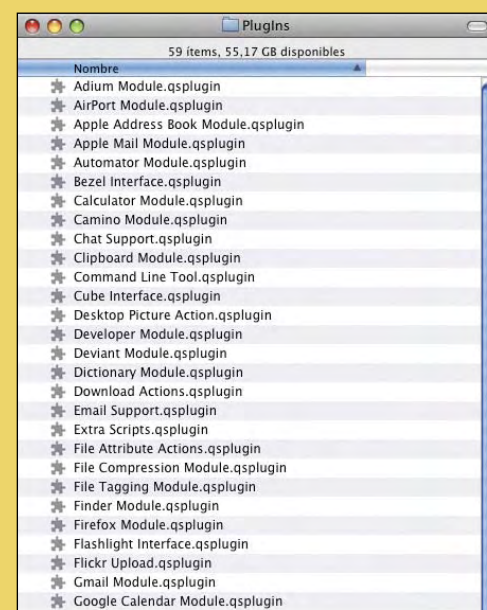 PlugIns
59 ítems, 55,17 GB disponibles
Nombre
Adium Module.qsplugin
AirPort Module.qsplugin
Apple Address Book Module.qsplugin
Apple Mail Module.qsplugin
Automator Module.qsplugin
Bezel Interface.qsplugin
Calculator Module.qsplugin
Camino Module.qsplugin
Chat Support.qsplugin
Clipboard Module.qsplugin
Command Line Tool.qsplugin
Cube Interface.qsplugin
Desktop Picture Action.qsplugin
Developer Module.qsplugin
Deviant Module.qsplugin
Dictionary Module.qsplugin
Download Actions.qsplugin
Email Support.qsplugin
Extra Scripts.qsplugin
File Attribute Actions.qsplugin
File Compression Module.qsplugin
File Tagging Module.qsplugin
Finder Module.qsplugin
Firefox Module.qsplugin
Flashlight Interface.qsplugin
Flickr Upload.qsplugin
Gmail Module.qsplugin
Google Calendar Module.qsplugin